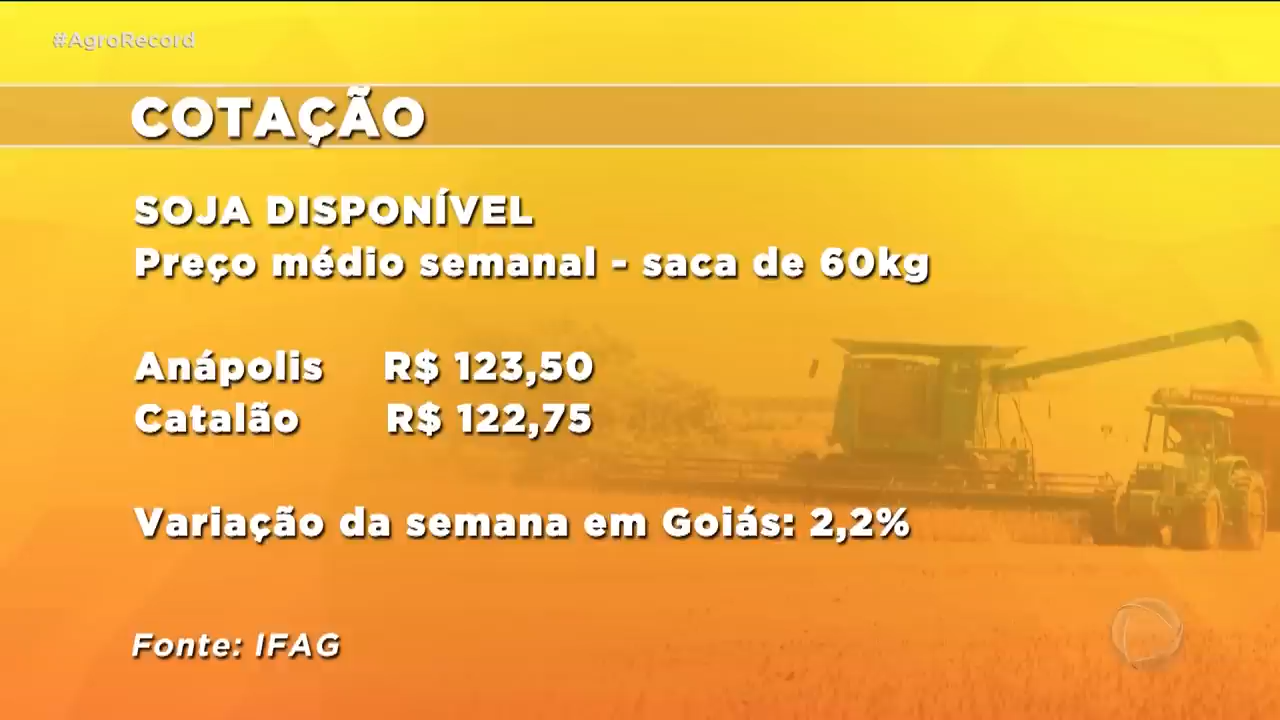 #AgroRecord
COTAÇÃO
SOJA DISPONÍVEL
Preço médio semanal - saca de 60kg
Anápolis R$ 123,50
Catalão R$ 122,75
Variação da semana em Goiás: 2,2%
Fonte: IFAG